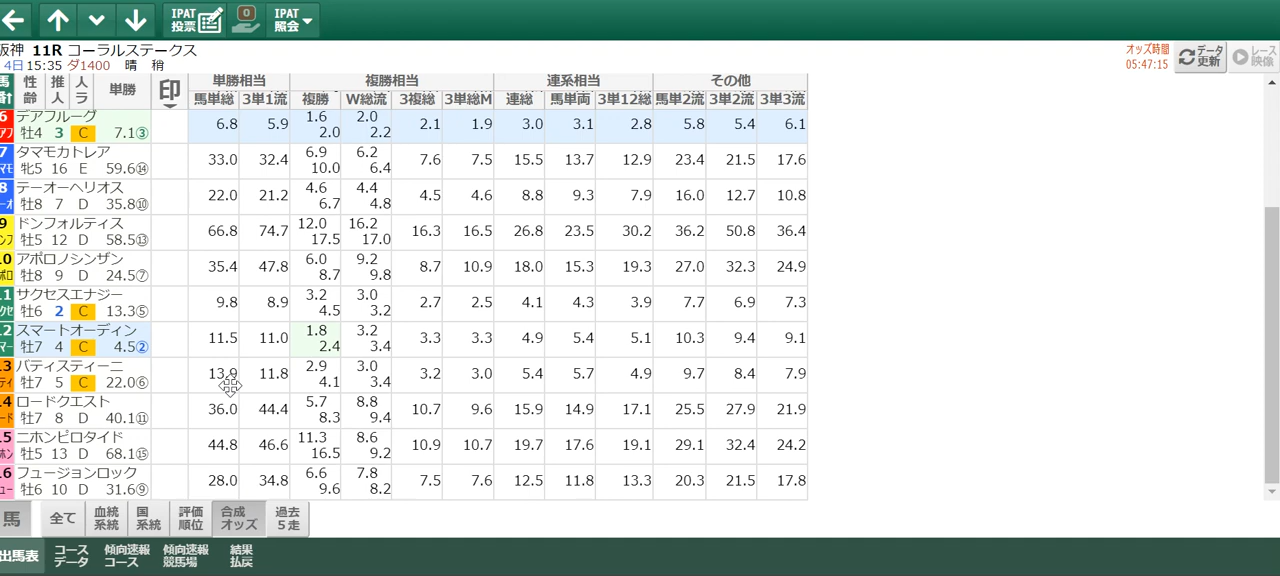 IPAT
投票
0
IPAT
照会
阪神 11R コーラルステークス
4日 15:35 ダ1400 晴 稍
オッズ時間
05:47:15
データ
更新
レース
映像
馬番 性齢 推人 人ラ 単勝 印 単勝相当 複勝相当 連系相当 その他
馬単総 3単1流 複勝 W総流 3複総 3単総M 連総 馬単両 3単12総 馬単2流 3単2流 3単3流
6 デアフルーグ
牡4 3 C 7.1③ 6.8 5.9 1.6 2.0 2.0 2.2 2.1 1.9 3.0 3.1 2.8 5.8 5.4 6.1
7 タマモカトレア
牝5 16 E 59.6⑭ 33.0 32.4 6.9 10.0 6.2 6.4 7.6 7.5 15.5 13.7 12.9 23.4 21.5 17.6
8 テーオーヘリオス
牡8 7 D 35.8⑩ 22.0 21.2 4.6 6.7 4.4 4.8 4.5 4.6 8.8 9.3 7.9 16.0 12.7 10.8
9 ドンフォルティス
牡5 12 D 58.5⑬ 66.8 74.7 12.0 17.5 16.2 17.0 16.3 16.5 26.8 23.5 30.2 36.2 50.8 36.4
10 アポロノシンザン
牡8 9 D 24.5⑦ 35.4 47.8 6.0 8.7 9.2 9.8 8.7 10.9 18.0 15.3 19.3 27.0 32.3 24.9
11 サクセスエナジー
牡6 2 C 13.3⑤ 9.8 8.9 3.2 4.5 3.0 3.2 2.7 2.5 4.1 4.3 3.9 7.7 6.9 7.3
12 スマートオーディン
牡7 4 C 4.5② 11.5 11.0 1.8 2.4 3.2 3.4 3.3 3.3 4.9 5.4 5.1 10.3 9.4 9.1
13 バティスティーニ
牡7 5 C 22.0⑥ 13.9 11.8 2.9 4.1 3.0 3.4 3.2 3.0 5.4 5.7 4.9 9.7 8.4 7.9
14 ロードクエスト
牡7 8 D 40.1⑪ 36.0 44.4 5.7 8.3 8.8 9.4 10.7 9.6 15.9 14.9 17.1 25.5 27.9 21.9
15 ニホンピロタイド
牡5 13 D 68.1⑮ 44.8 46.6 11.3 16.5 8.6 9.2 10.9 10.7 19.7 17.6 19.1 29.1 32.4 24.2
16 フュージョンロック
牡6 10 D 31.6⑨ 28.0 34.8 6.6 9.6 7.8 8.2 7.5 7.6 12.5 11.8 13.3 20.3 21.5 17.8
馬 全て 血統系統 国系統 評価順位 合成オッズ 過去5走
出馬表 コースデータ 傾向速報コース 傾向速報競馬場 結果払戻